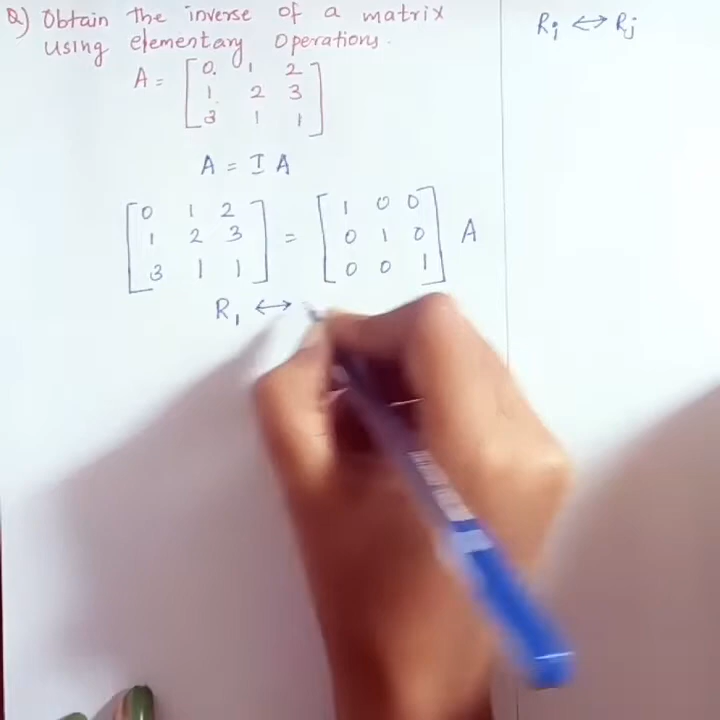 Q) Obtain the inverse of a matrix
using elementary operations.
A = [ 0 1 2
1 2 3
3 1 1 ]
A = I A
[ 0 1 2
1 2 3
3 1 1 ] = [ 1 0 0
0 1 0
0 0 1 ] A
R₁ ↔
Rᵢ ↔ Rⱼ